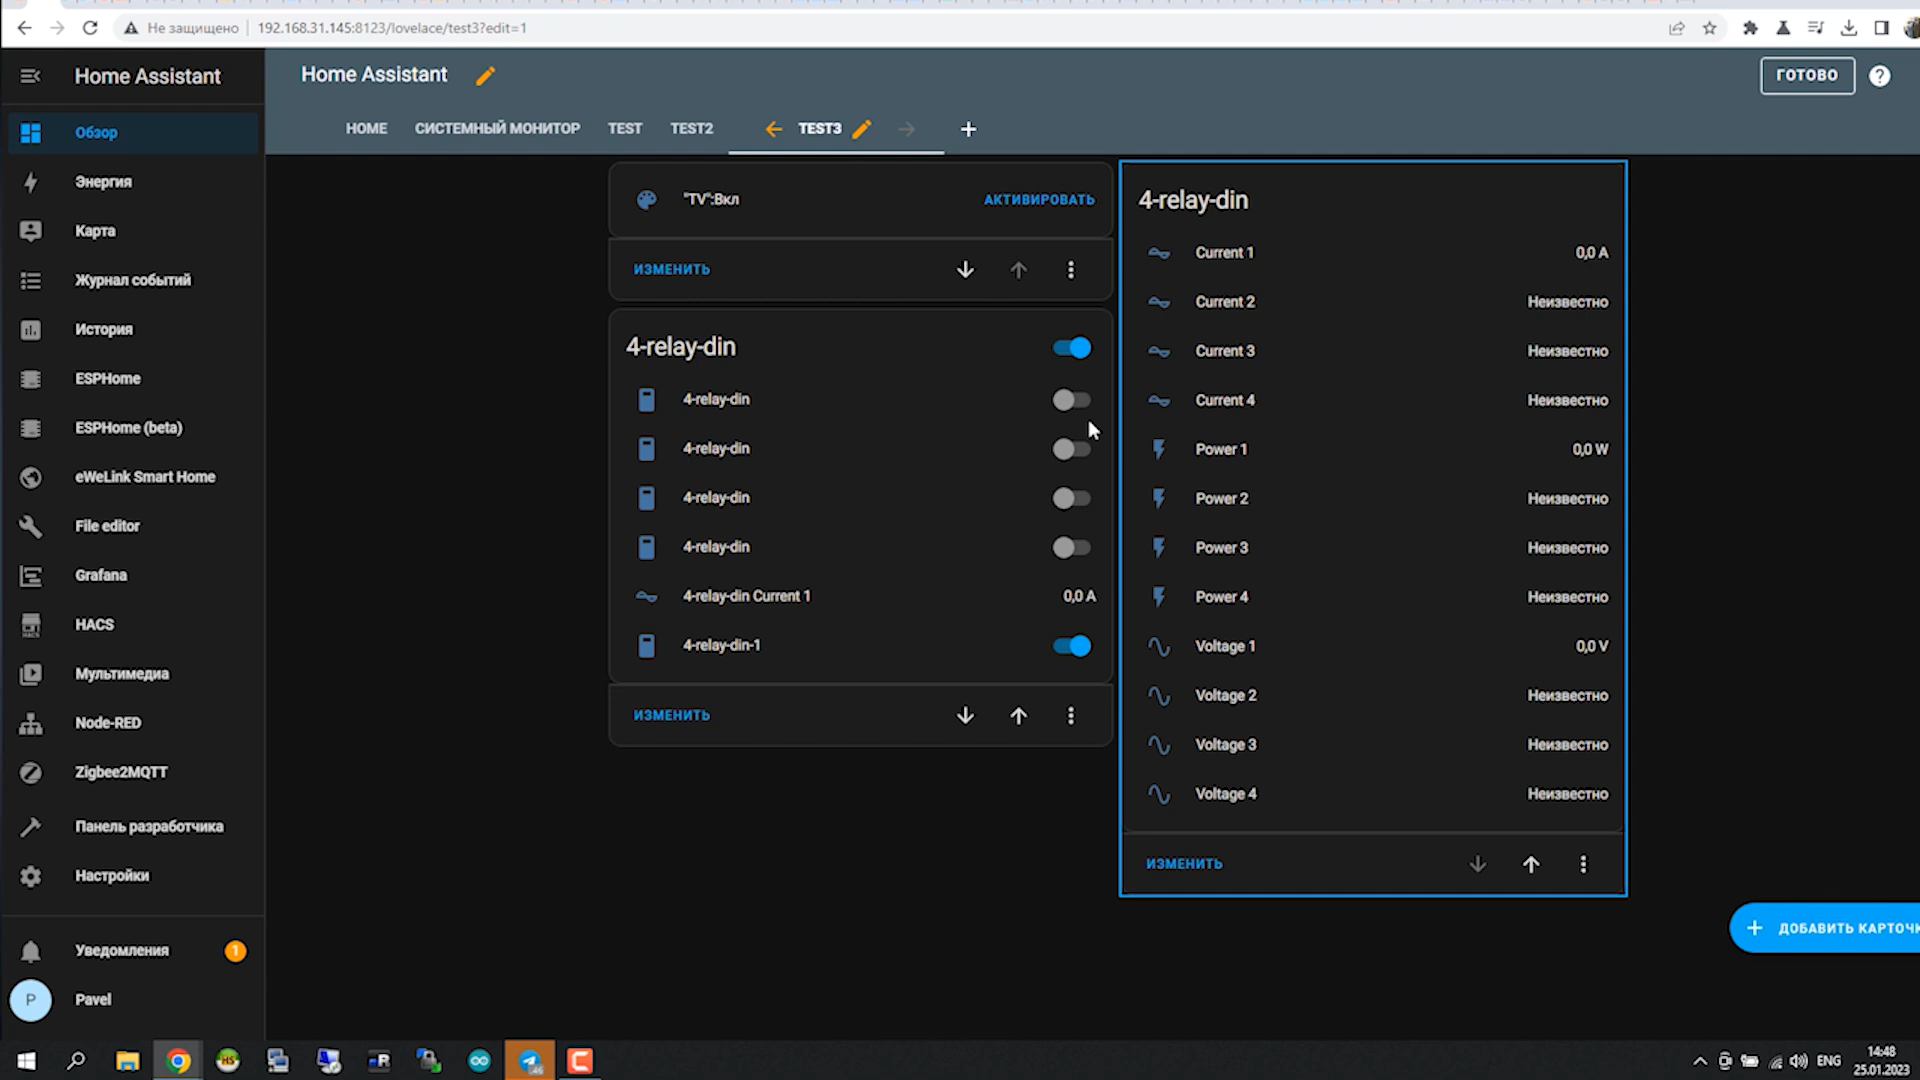 Не защищено
192.168.31.145:8123/lovelace/test3?edit=1
Home Assistant
Обзор
Энергия
Карта
Журнал событий
История
ESPHome
ESPHome (beta)
eWeLink Smart Home
File editor
Grafana
HACS
Мультимедиа
Node-RED
Zigbee2MQTT
Панель разработчика
Настройки
Уведомления 1
P Pavel
Home Assistant
ГОТОВО
HOME СИСТЕМНЫЙ МОНИТОР TEST TEST2 TEST3
"TV":Вкл АКТИВИРОВАТЬ
ИЗМЕНИТЬ
4-relay-din
4-relay-din
4-relay-din
4-relay-din
4-relay-din
4-relay-din Current 1 0,0 A
4-relay-din-1
ИЗМЕНИТЬ
4-relay-din
Current 1 0,0 A
Current 2 Неизвестно
Current 3 Неизвестно
Current 4 Неизвестно
Power 1 0,0 W
Power 2 Неизвестно
Power 3 Неизвестно
Power 4 Неизвестно
Voltage 1 0,0 V
Voltage 2 Неизвестно
Voltage 3 Неизвестно
Voltage 4 Неизвестно
ИЗМЕНИТЬ
ДОБАВИТЬ КАРТОЧК
ENG
14:48
25.01.2023